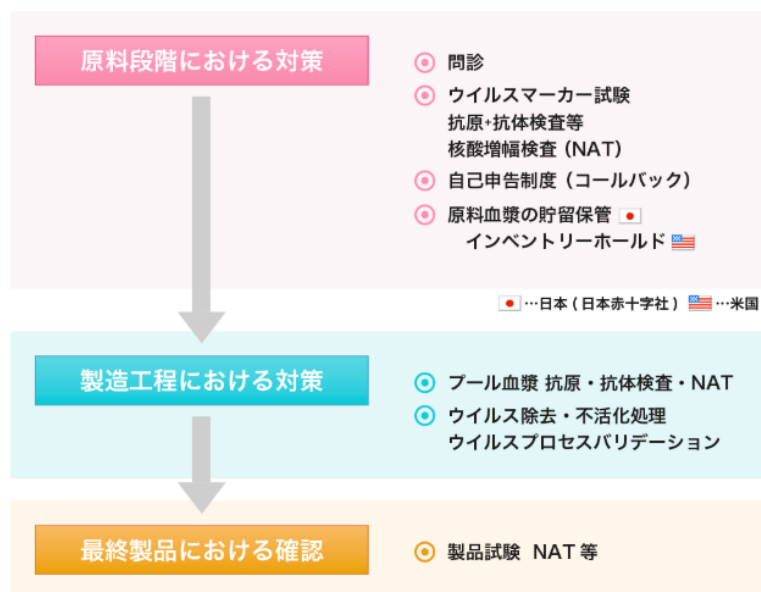 原料段階における対策
問診
ウイルスマーカー試験
抗原+抗体検査等
核酸増幅検査(NAT)
自己申告制度(コールバック)
原料血漿の貯留保管
インベントリーホールド
…日本(日本赤十字社) …米国
製造工程における対策
プール血漿 抗原・抗体検査・NAT
ウイルス除去・不活化処理
ウイルスプロセスバリデーション
最終製品における確認
製品試験 NAT 等